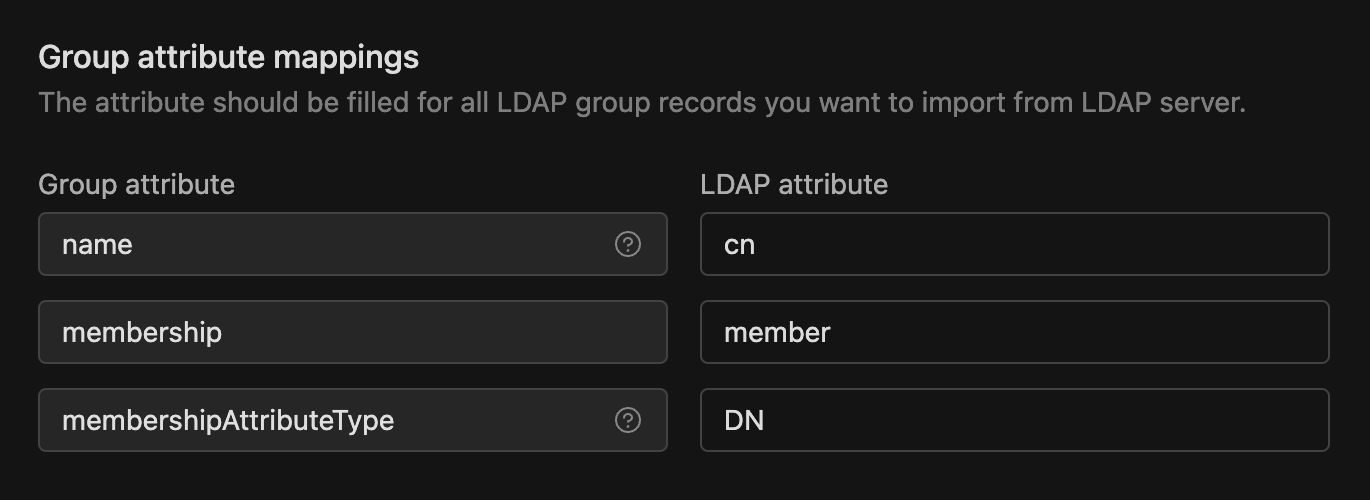 Group attribute mappings
The attribute should be filled for all LDAP group records you want to import from LDAP server.
Group attribute LDAP attribute
name ? cn
membership member
membershipAttributeType ? DN